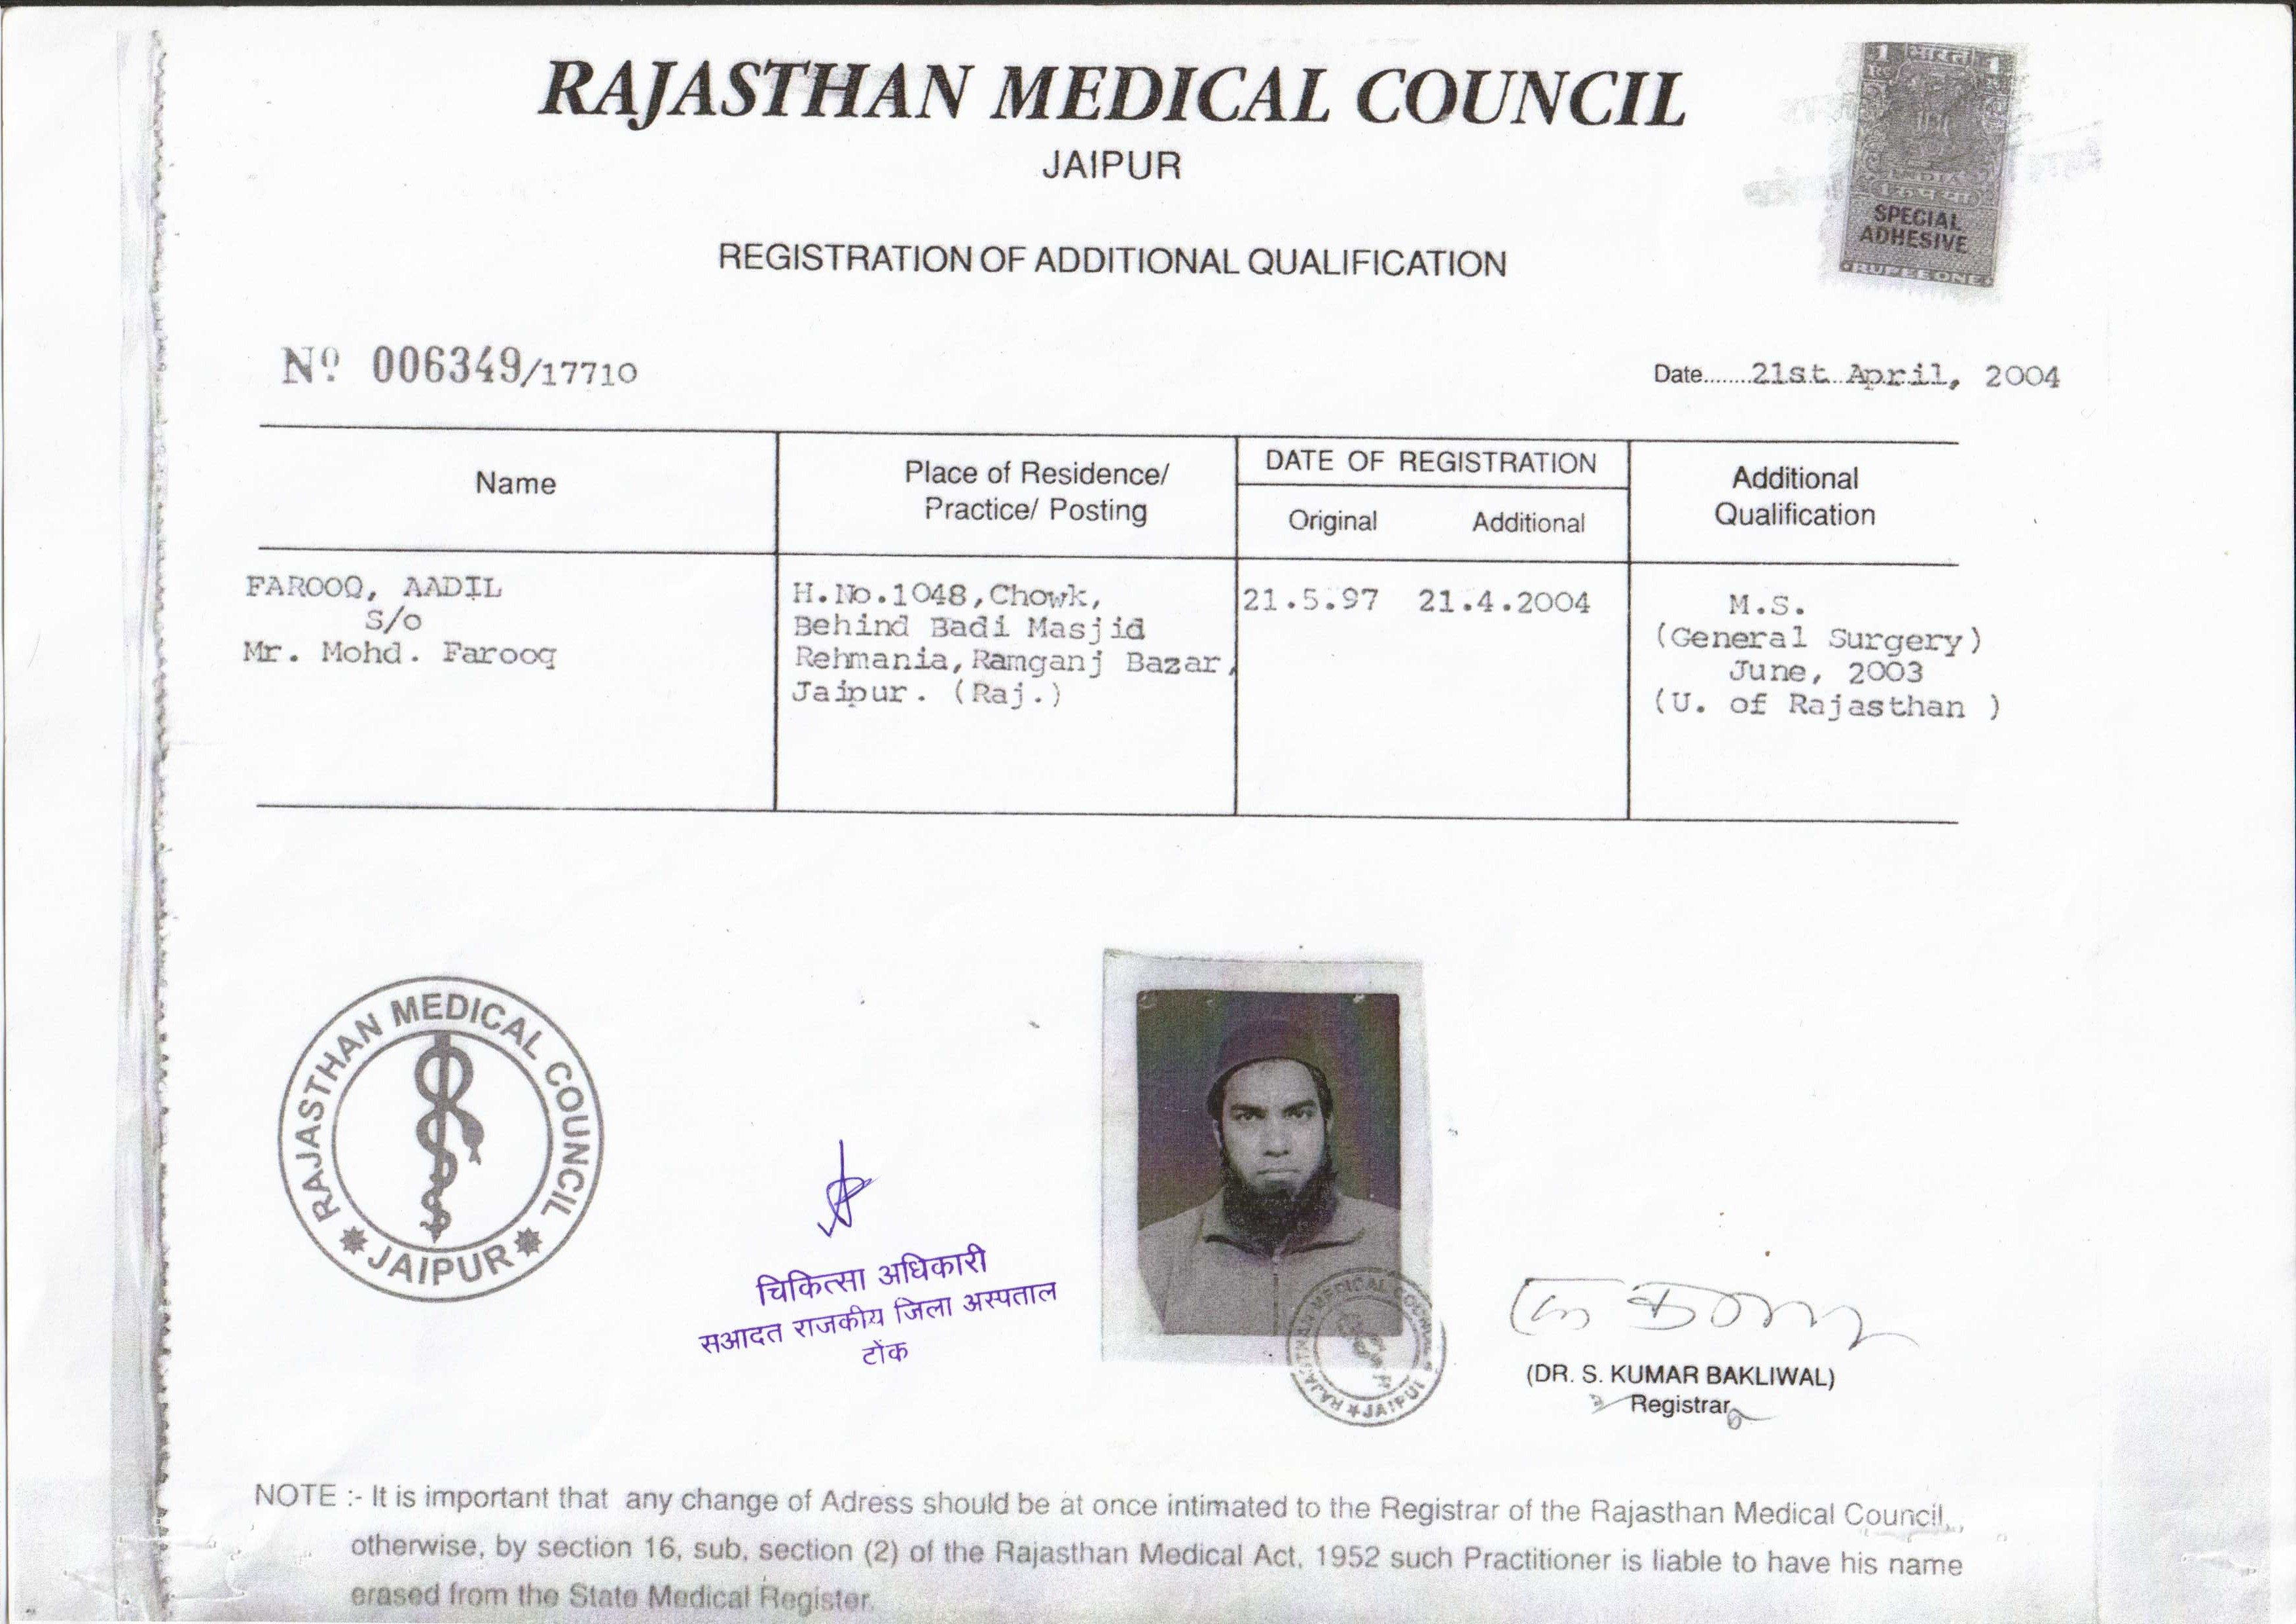 RAJASTHAN MEDICAL COUNCIL
JAIPUR
REGISTRATION OF ADDITIONAL QUALIFICATION
1 भारत 1
INDIA
SPECIAL
ADHESIVE
RUPEE ONE
Nº 006349/17710
Date.......21st April, 2004
Name
Place of Residence/
Practice/ Posting
DATE OF REGISTRATION
Original Additional
Additional
Qualification
FAROOQ, AADIL
S/o
Mr. Mohd. Farooq
H.No.1048,Chowk,
Behind Badi Masjid
Rehmania,Ramganj Bazar,
Jaipur. (Raj.)
21.5.97 21.4.2004
M.S.
(General Surgery)
June, 2003
(U. of Rajasthan )
RAJASTHAN MEDICAL COUNCIL
JAIPUR
चिकित्सा अधिकारी
सआदत राजकीय जिला अस्पताल
टोंक
RAJASTHAN MEDICAL COUNCIL
JAIPUR
(DR. S. KUMAR BAKLIWAL)
Registrar
NOTE :- It is important that any change of Adress should be at once intimated to the Registrar of the Rajasthan Medical Council,
otherwise, by section 16, sub, section (2) of the Rajasthan Medical Act, 1952 such Practitioner is liable to have his name
erased from the State Medical Register.